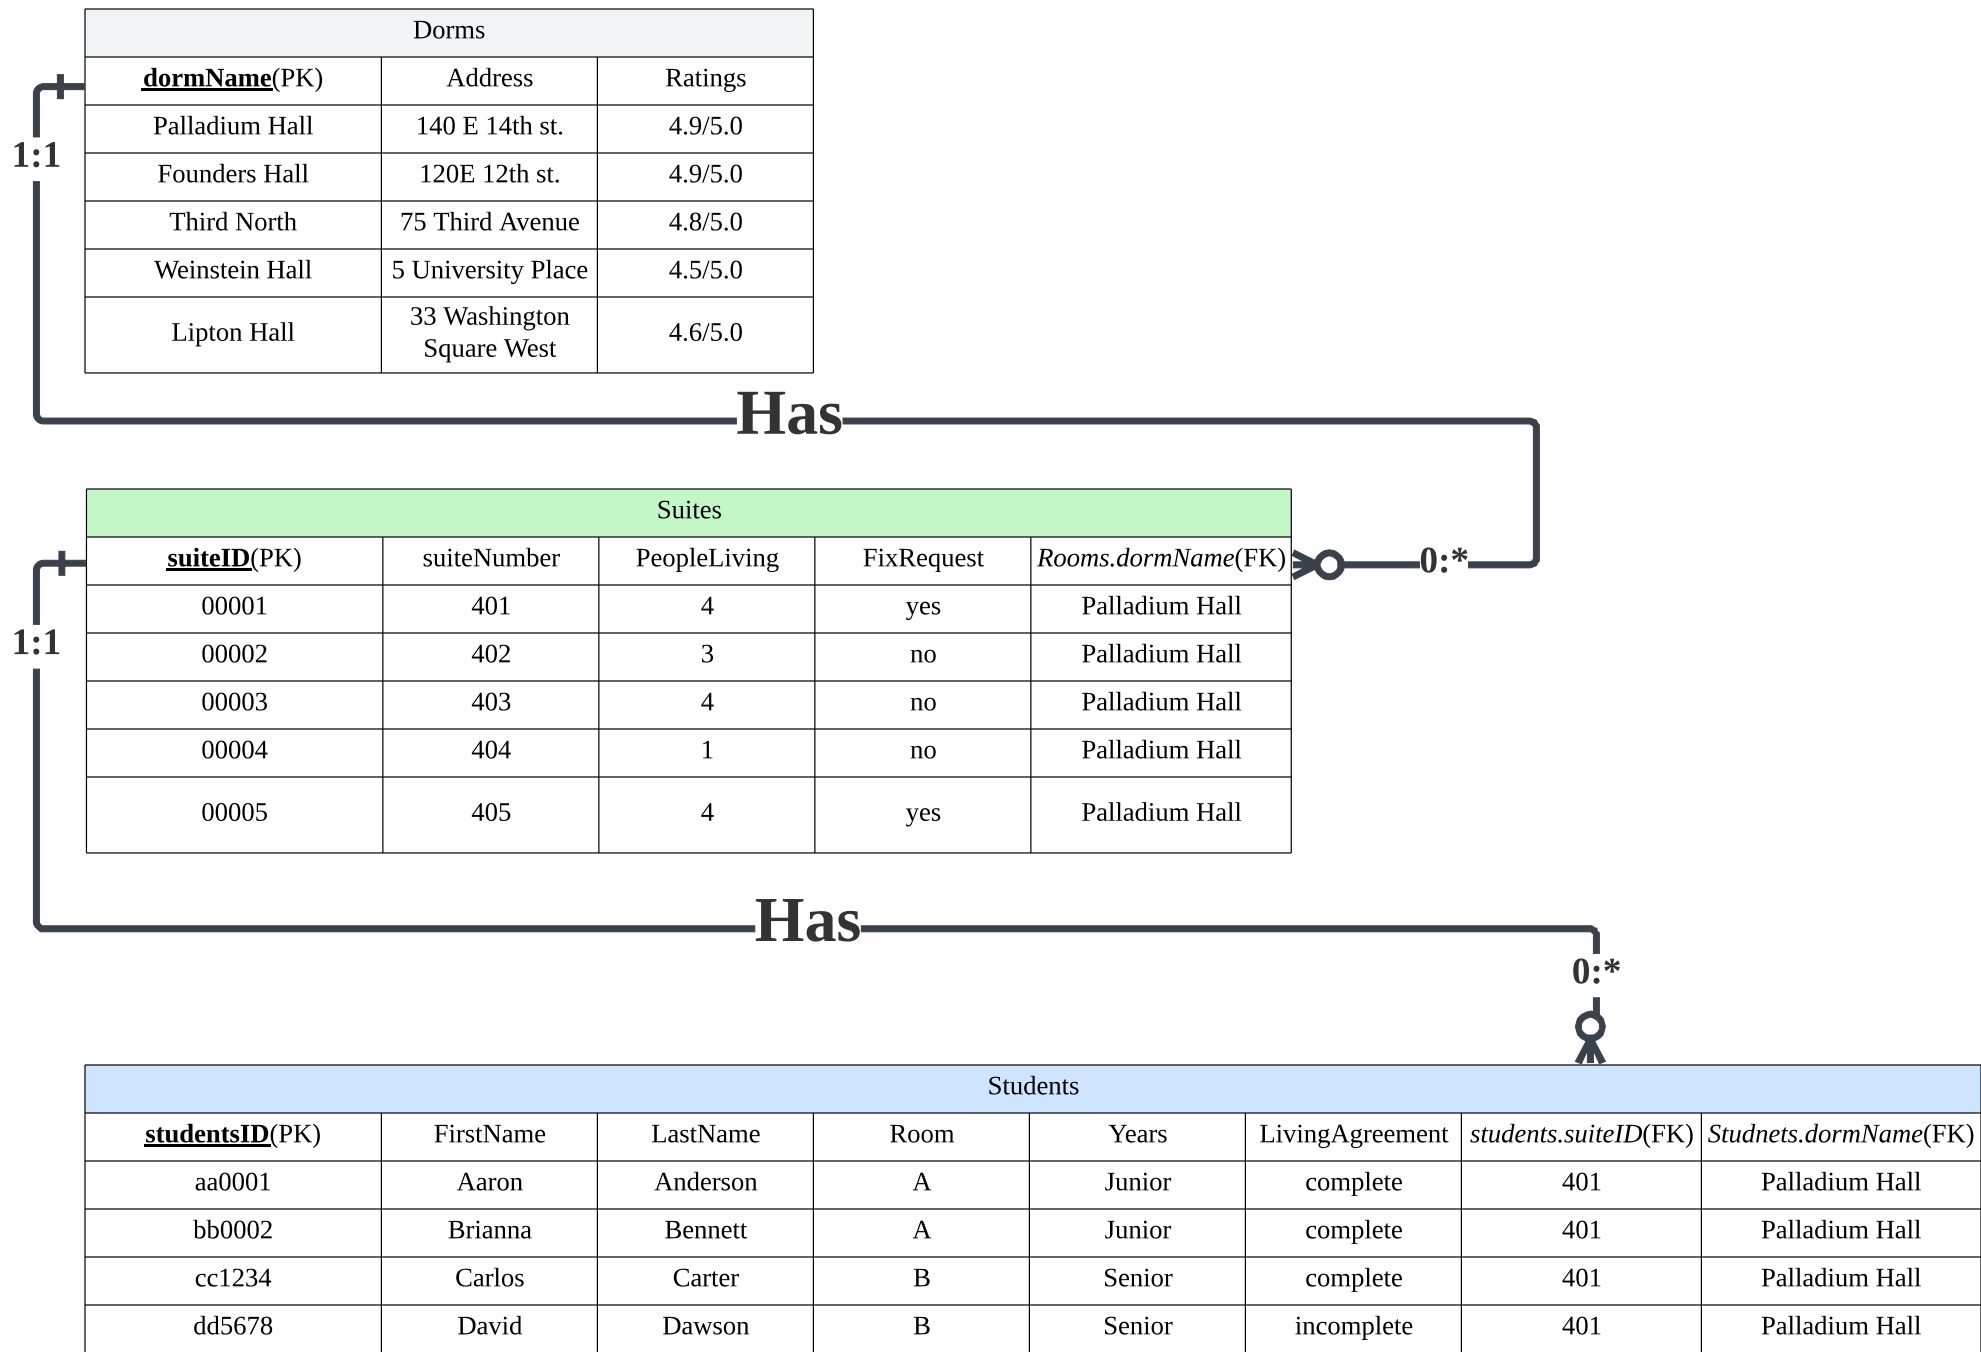 Dorms
dormName(PK) Address Ratings
Palladium Hall 140 E 14th st. 4.9/5.0
1:1
Founders Hall 120E 12th st. 4.9/5.0
Third North 75 Third Avenue 4.8/5.0
Weinstein Hall 5 University Place 4.5/5.0
Lipton Hall 33 Washington Square West 4.6/5.0
Has
Suites
suiteID(PK) suiteNumber PeopleLiving FixRequest Rooms.dormName(FK) 0:*
00001 401 4 yes Palladium Hall
1:1
00002 402 3 no Palladium Hall
00003 403 4 no Palladium Hall
00004 404 1 no Palladium Hall
00005 405 4 yes Palladium Hall
Has
0:*
Students
studentsID(PK) FirstName LastName Room Years LivingAgreement students.suiteID(FK) Studnets.dormName(FK)
aa0001 Aaron Anderson A Junior complete 401 Palladium Hall
bb0002 Brianna Bennett A Junior complete 401 Palladium Hall
cc1234 Carlos Carter B Senior complete 401 Palladium Hall
dd5678 David Dawson B Senior incomplete 401 Palladium Hall